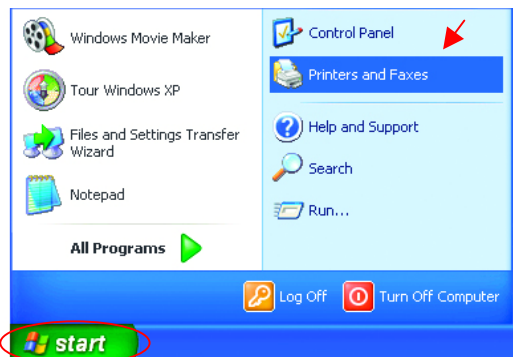 Windows Movie Maker
Tour Windows XP
Files and Settings Transfer
Wizard
Notepad
All Programs
Control Panel
Printers and Faxes
Help and Support
Search
Run...
Log Off
Turn Off Computer
start